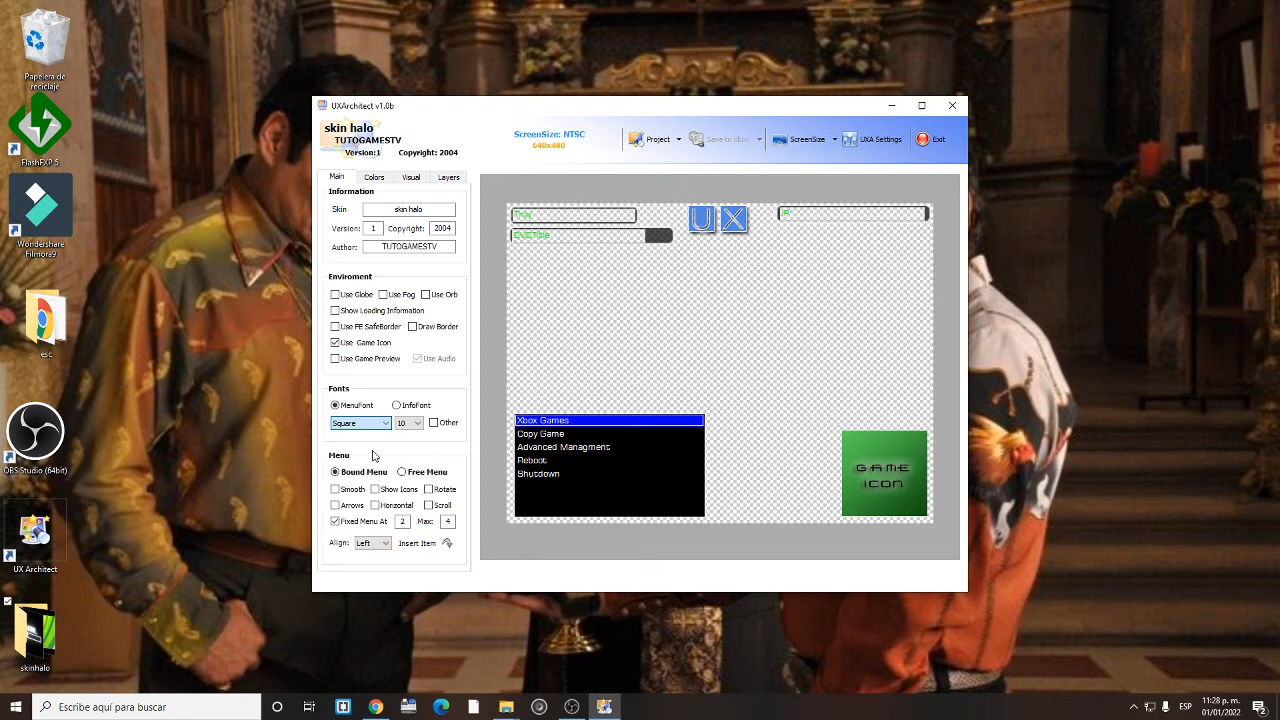 Papelera de
reciclaje
FlashFXP 5
Wondershare
Filmora9
esc
OBS Studio (64bit)
UX Architect
skinhalo
UXArchitect v1.0b
skin halo
TUTOGAMESTV
Version:1 Copyright: 2004
ScreenSize: NTSC
640x480
Project
Save to Xbox
ScreenSize
UXA Settings
Exit
Main Colors Visual Layers
Information
Skin skin halo
Version: 1 Copyright: 2004
Author: TUTOGAMESTV
Enviroment
Use Globe Use Fog Use Orb
Show Loading Information
Use FE SafeBorder Draw Border
Use Game Icon
Use Game Preview Use Audio
Fonts
MenuFont InfoFont
Square 10 Other
Menu
Bound Menu Free Menu
Smooth Show Icons Rotate
Arrows Horizontal Scroll
Fixed Menu At 2 Max: 4
Align: Left Insert Item
Tray
U X
IP
DVDTitle
Xbox Games
Copy Game
Advanced Managment
Reboot
Shutdown
GAME
ICON
Escribe aquí para buscar
ESP
11:28 p. m.
01/01/2022
2